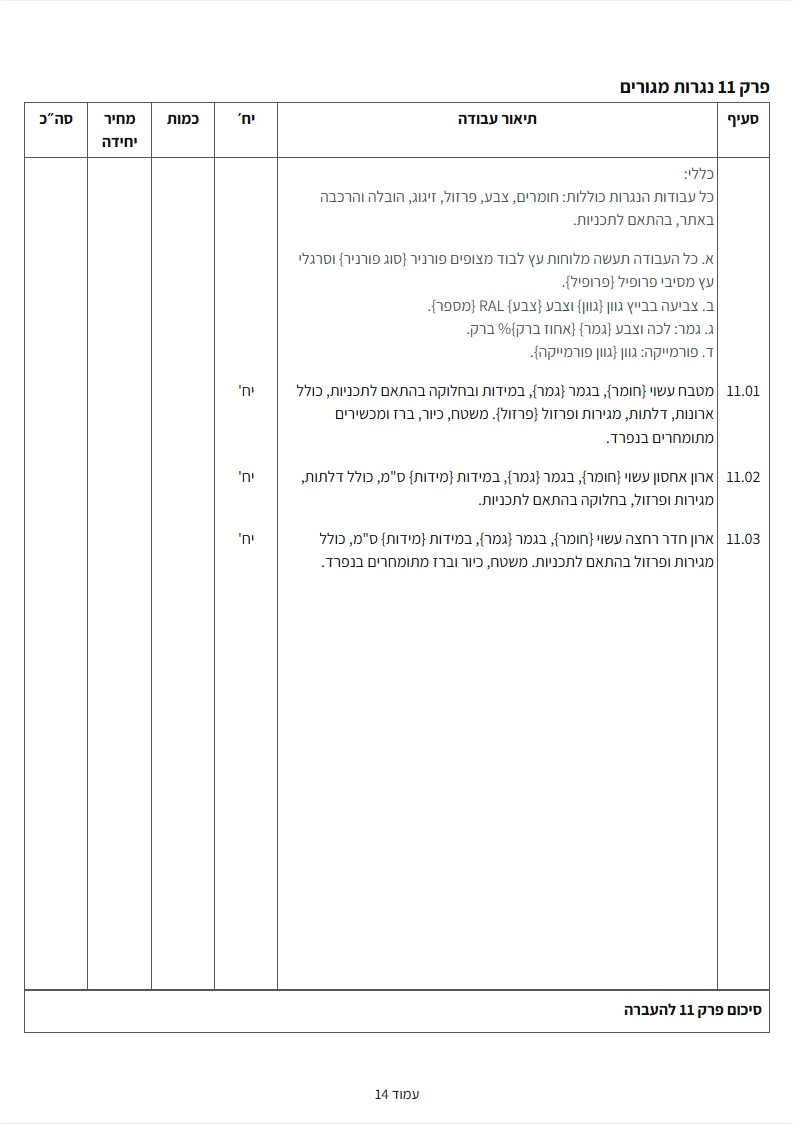 פרק 11 נגרות מגורים
סעיף תיאור עבודה יח׳ כמות מחיר יחידה סה״כ
כללי:
כל עבודות הנגרות כוללות: חומרים, צבע, פרזול, זיגוג, הובלה והרכבה
באתר, בהתאם לתכניות.
א. כל העבודה תעשה מלוחות עץ לבוד מצופים פורניר {סוג פורניר} וסרגלי
עץ מסיבי פרופיל {פרופיל}.
ב. צביעה בבייץ גוון {גוון} וצבע {צבע} RAL {מספר}.
ג. גמר: לכה וצבע {גמר} {אחוז ברק}% ברק.
ד. פורמייקה: גוון {גוון פורמייקה}.
11.01 מטבח עשוי {חומר}, בגמר {גמר}, במידות ובחלוקה בהתאם לתכניות, כולל יח'
ארונות, דלתות, מגירות ופרזול {פרזול}. משטח, כיור, ברז ומכשירים
מתומחרים בנפרד.
11.02 ארון אחסון עשוי {חומר}, בגמר {גמר}, במידות {מידות} ס"מ, כולל דלתות, יח'
מגירות ופרזול, בחלוקה בהתאם לתכניות.
11.03 ארון חדר רחצה עשוי {חומר}, בגמר {גמר}, במידות {מידות} ס"מ, כולל יח'
מגירות ופרזול בהתאם לתכניות. משטח, כיור וברז מתומחרים בנפרד.
סיכום פרק 11 להעברה
עמוד 14